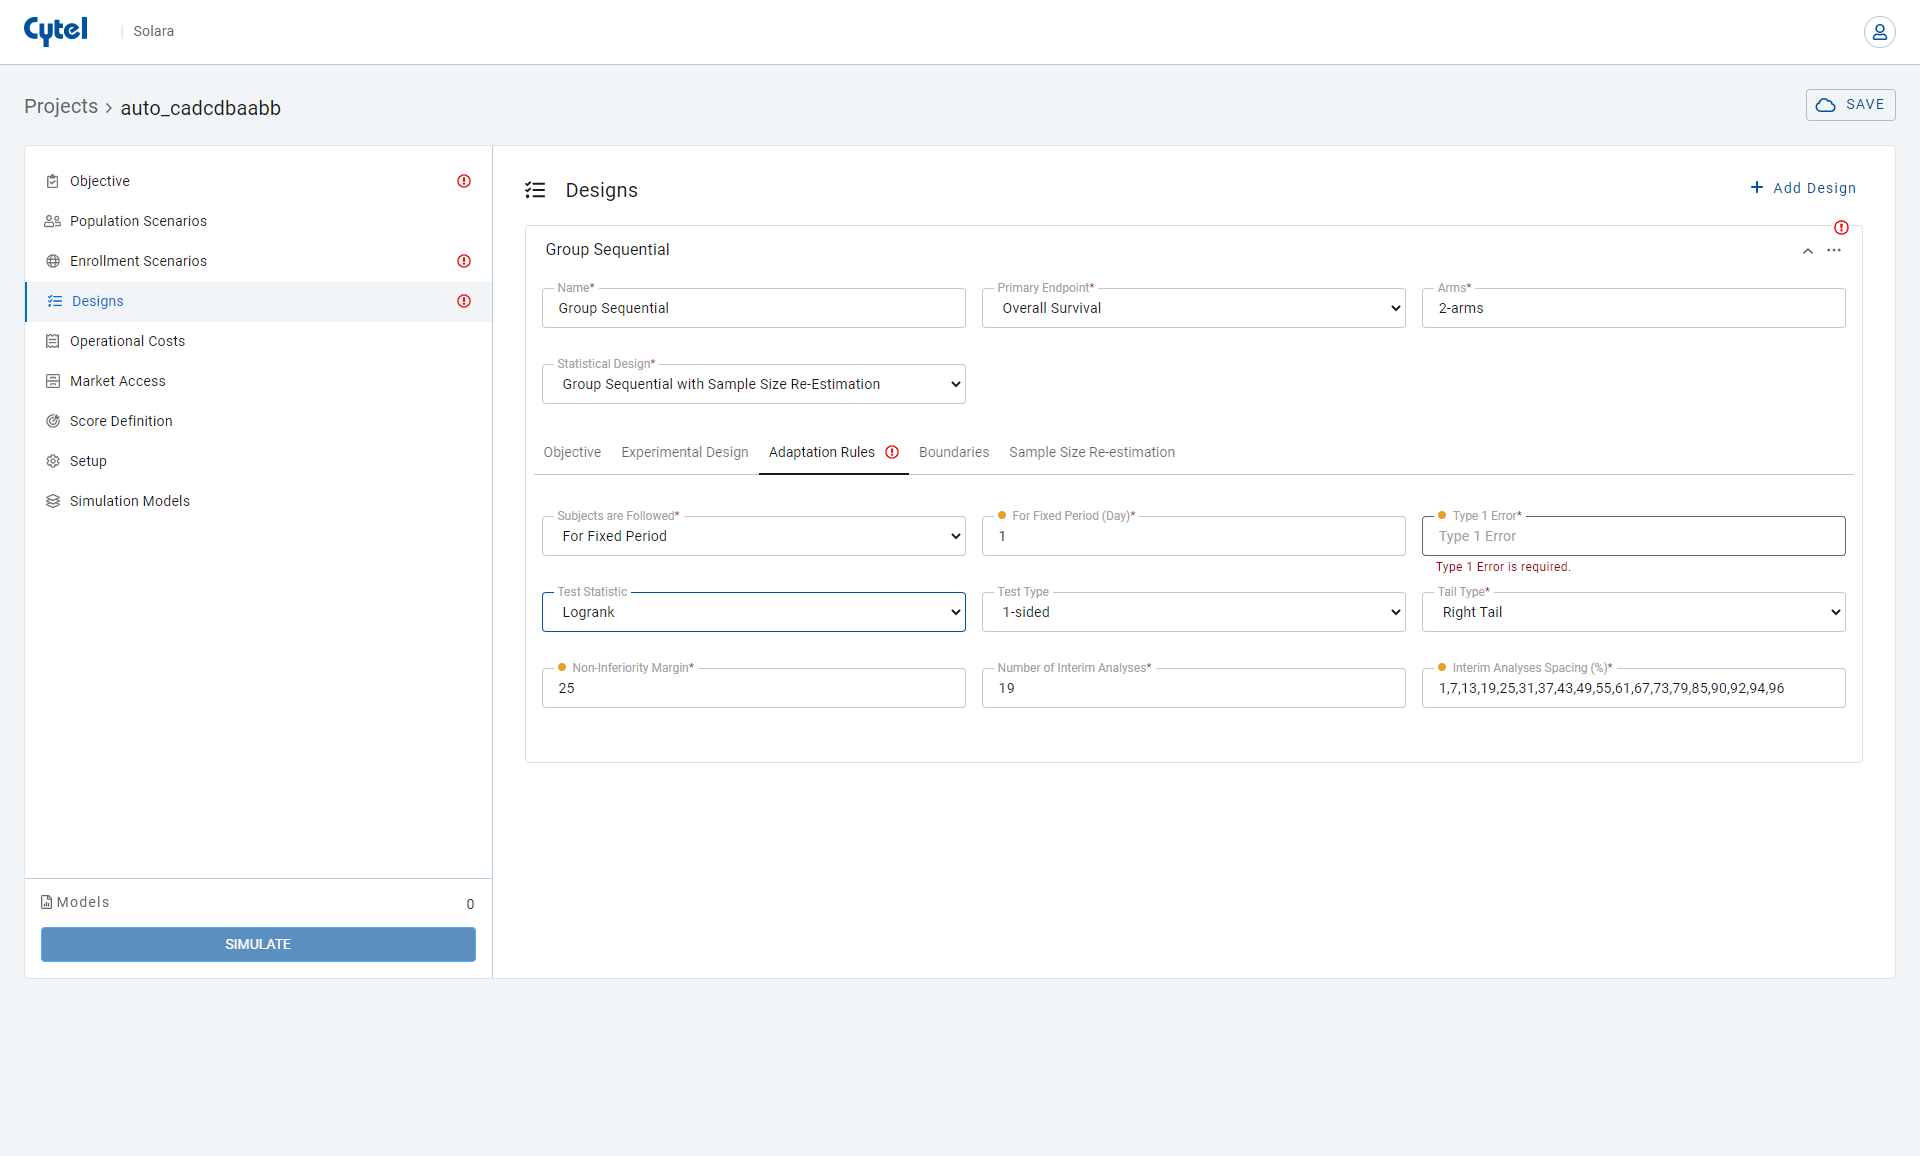 Cytel | Solara
Projects › auto_cadcdbaabb
SAVE
Objective
Population Scenarios
Enrollment Scenarios
Designs
Operational Costs
Market Access
Score Definition
Setup
Simulation Models
Models 0
SIMULATE
Designs
+ Add Design
Group Sequential
Name* Primary Endpoint* Arms*
Group Sequential Overall Survival 2-arms
Statistical Design*
Group Sequential with Sample Size Re-Estimation
Objective Experimental Design Adaptation Rules Boundaries Sample Size Re-estimation
Subjects are Followed* For Fixed Period (Day)* Type 1 Error*
For Fixed Period 1 Type 1 Error
Type 1 Error is required.
Test Statistic Test Type Tail Type*
Logrank 1-sided Right Tail
Non-Inferiority Margin* Number of Interim Analyses* Interim Analyses Spacing (%)*
25 19 1,7,13,19,25,31,37,43,49,55,61,67,73,79,85,90,92,94,96